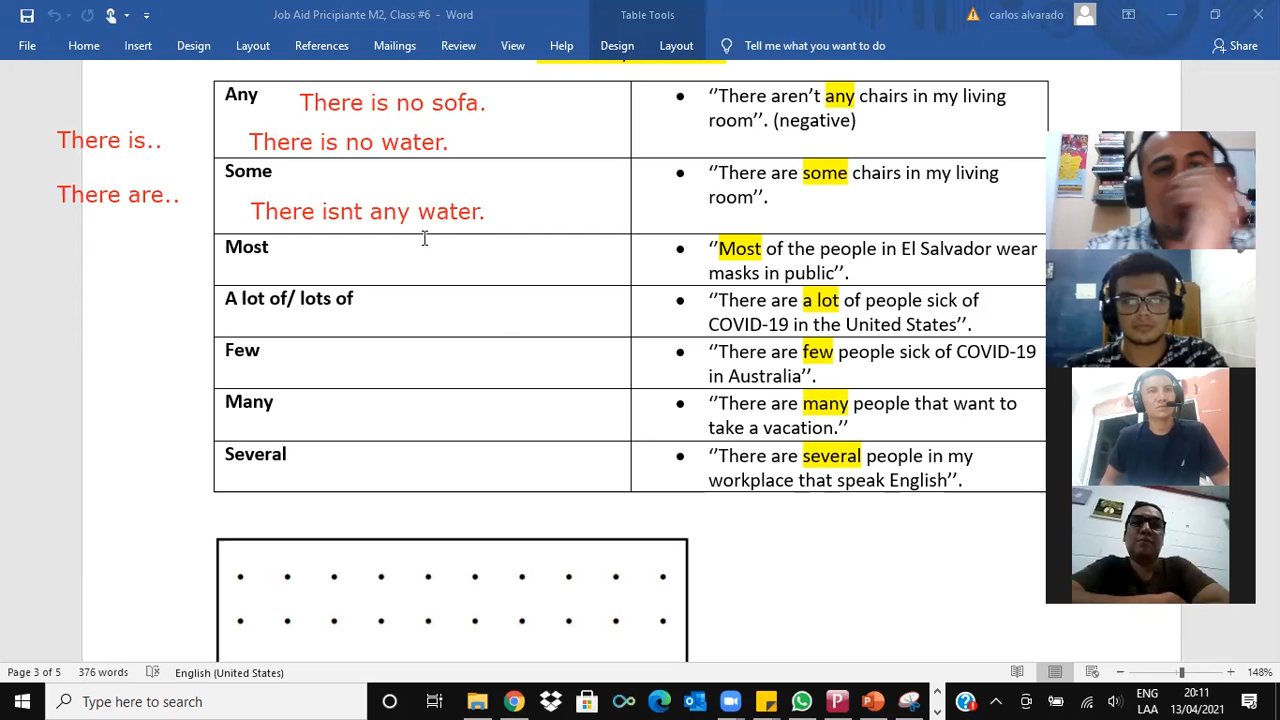 Job Aid Pricipiante M2, Class #6 - Word
Table Tools
carlos alvarado
File Home Insert Design Layout References Mailings Review View Help Design Layout Tell me what you want to do Share
Any
There is no sofa.
There is..
There is no water.
‘’There aren’t any chairs in my living
room’’. (negative)
Some
There are..
There isnt any water.
‘’There are some chairs in my living
room’’.
Most
‘’Most of the people in El Salvador wear
masks in public’’.
A lot of/ lots of
‘’There are a lot of people sick of
COVID-19 in the United States’’.
Few
‘’There are few people sick of COVID-19
in Australia’’.
Many
‘’There are many people that want to
take a vacation.’’
Several
‘’There are several people in my
workplace that speak English’’.
Page 3 of 5 376 words English (United States) 148%
Type here to search
ENG 20:11
LAA 13/04/2021